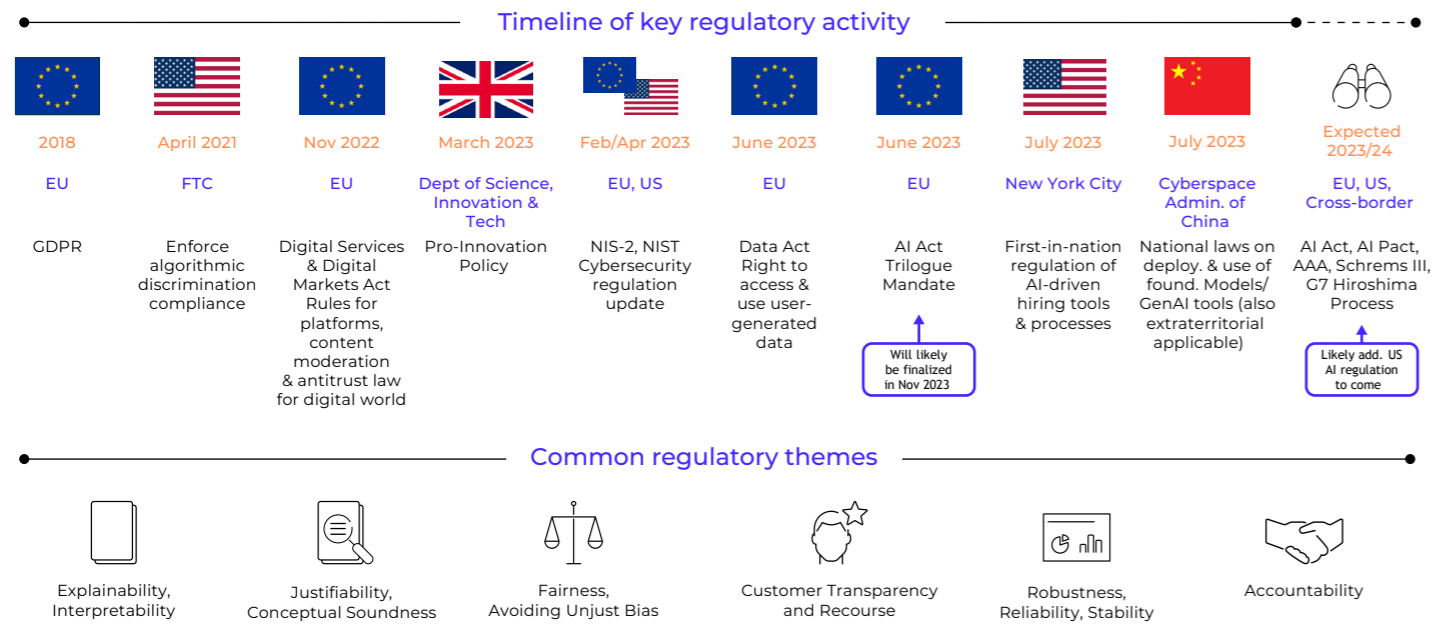 Timeline of key regulatory activity
2018
EU
GDPR
April 2021
FTC
Enforce
algorithmic
discrimination
compliance
Nov 2022
EU
Digital Services
& Digital
Markets Act
Rules for
platforms,
content
moderation
& antitrust law
for digital world
March 2023
Dept of Science,
Innovation &
Tech
Pro-Innovation
Policy
Feb/Apr 2023
EU, US
NIS-2, NIST
Cybersecurity
regulation
update
June 2023
EU
Data Act
Right to
access &
use user-
generated
data
June 2023
EU
AI Act
Trilogue
Mandate
Will likely
be finalized
in Nov 2023
July 2023
New York City
First-in-nation
regulation of
AI-driven
hiring tools
& processes
July 2023
Cyberspace
Admin. of
China
National laws on
deploy. & use of
found. Models/
GenAI tools (also
extraterritorial
applicable)
Expected
2023/24
EU, US,
Cross-border
AI Act, AI Pact,
AAA, Schrems III,
G7 Hiroshima
Process
Likely add. US
AI regulation
to come
Common regulatory themes
Explainability,
Interpretability
Justifiability,
Conceptual Soundness
Fairness,
Avoiding Unjust Bias
Customer Transparency
and Recourse
Robustness,
Reliability, Stability
Accountability